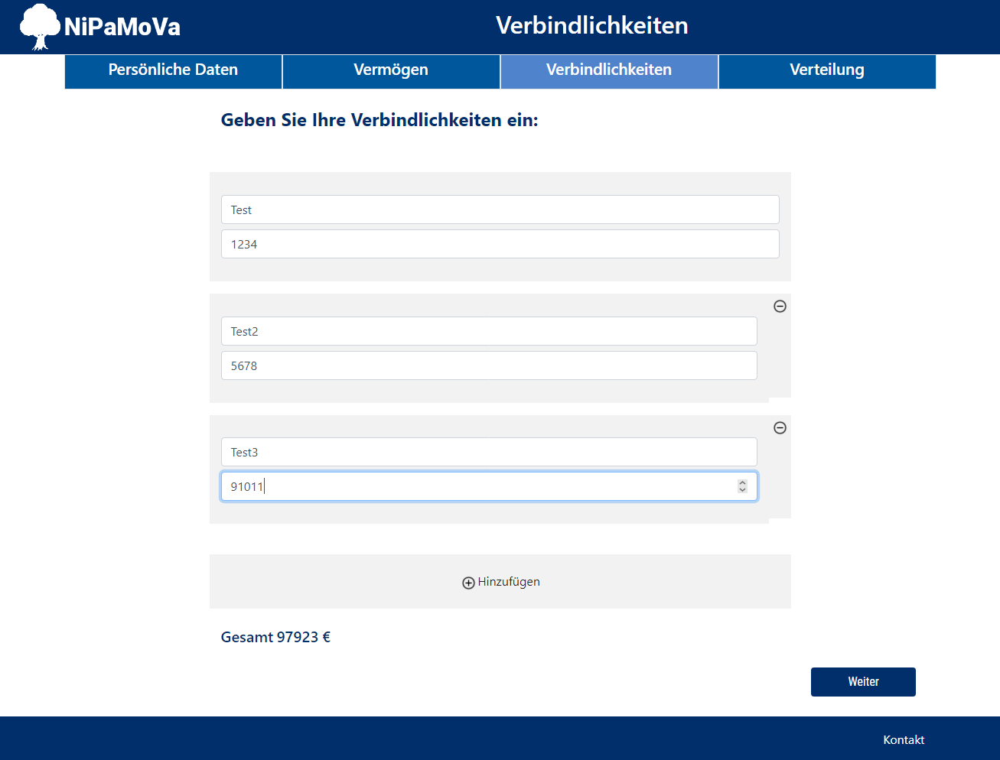 NiPaMoVa
Verbindlichkeiten
Persönliche Daten
Vermögen
Verbindlichkeiten
Verteilung
Geben Sie Ihre Verbindlichkeiten ein:
Test
1234
Test2
5678
Test3
91011
Hinzufügen
Gesamt 97923 €
Weiter
Kontakt